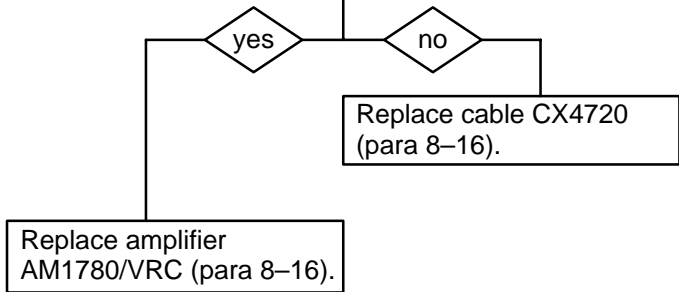 yes
no
Replace cable CX4720
(para 8–16).
Replace amplifier
AM1780/VRC (para 8–16).